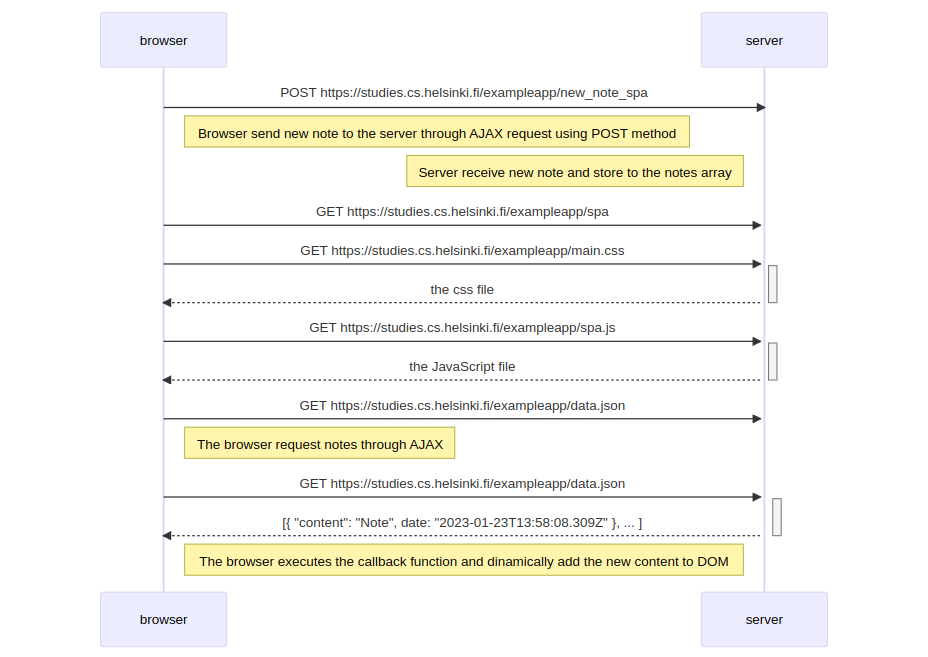 browser
server
POST https://studies.cs.helsinki.fi/exampleapp/new_note_spa
Browser send new note to the server through AJAX request using POST method
Server receive new note and store to the notes array
GET https://studies.cs.helsinki.fi/exampleapp/spa
GET https://studies.cs.helsinki.fi/exampleapp/main.css
the css file
GET https://studies.cs.helsinki.fi/exampleapp/spa.js
the JavaScript file
GET https://studies.cs.helsinki.fi/exampleapp/data.json
The browser request notes through AJAX
GET https://studies.cs.helsinki.fi/exampleapp/data.json
[{ "content": "Note", date: "2023-01-23T13:58:08.309Z" }, ... ]
The browser executes the callback function and dinamically add the new content to DOM
browser
server